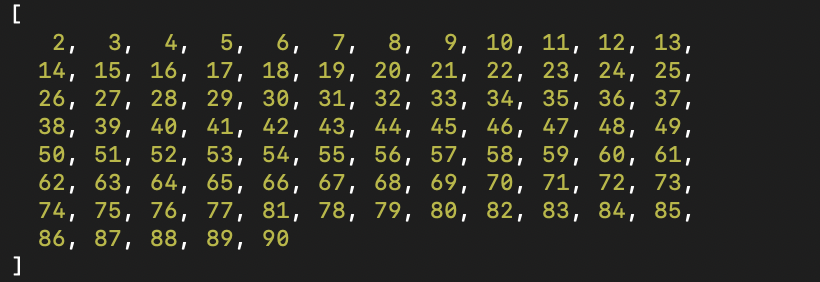 [
2, 3, 4, 5, 6, 7, 8, 9, 10, 11, 12, 13,
14, 15, 16, 17, 18, 19, 20, 21, 22, 23, 24, 25,
26, 27, 28, 29, 30, 31, 32, 33, 34, 35, 36, 37,
38, 39, 40, 41, 42, 43, 44, 45, 46, 47, 48, 49,
50, 51, 52, 53, 54, 55, 56, 57, 58, 59, 60, 61,
62, 63, 64, 65, 66, 67, 68, 69, 70, 71, 72, 73,
74, 75, 76, 77, 81, 78, 79, 80, 82, 83, 84, 85,
86, 87, 88, 89, 90
]